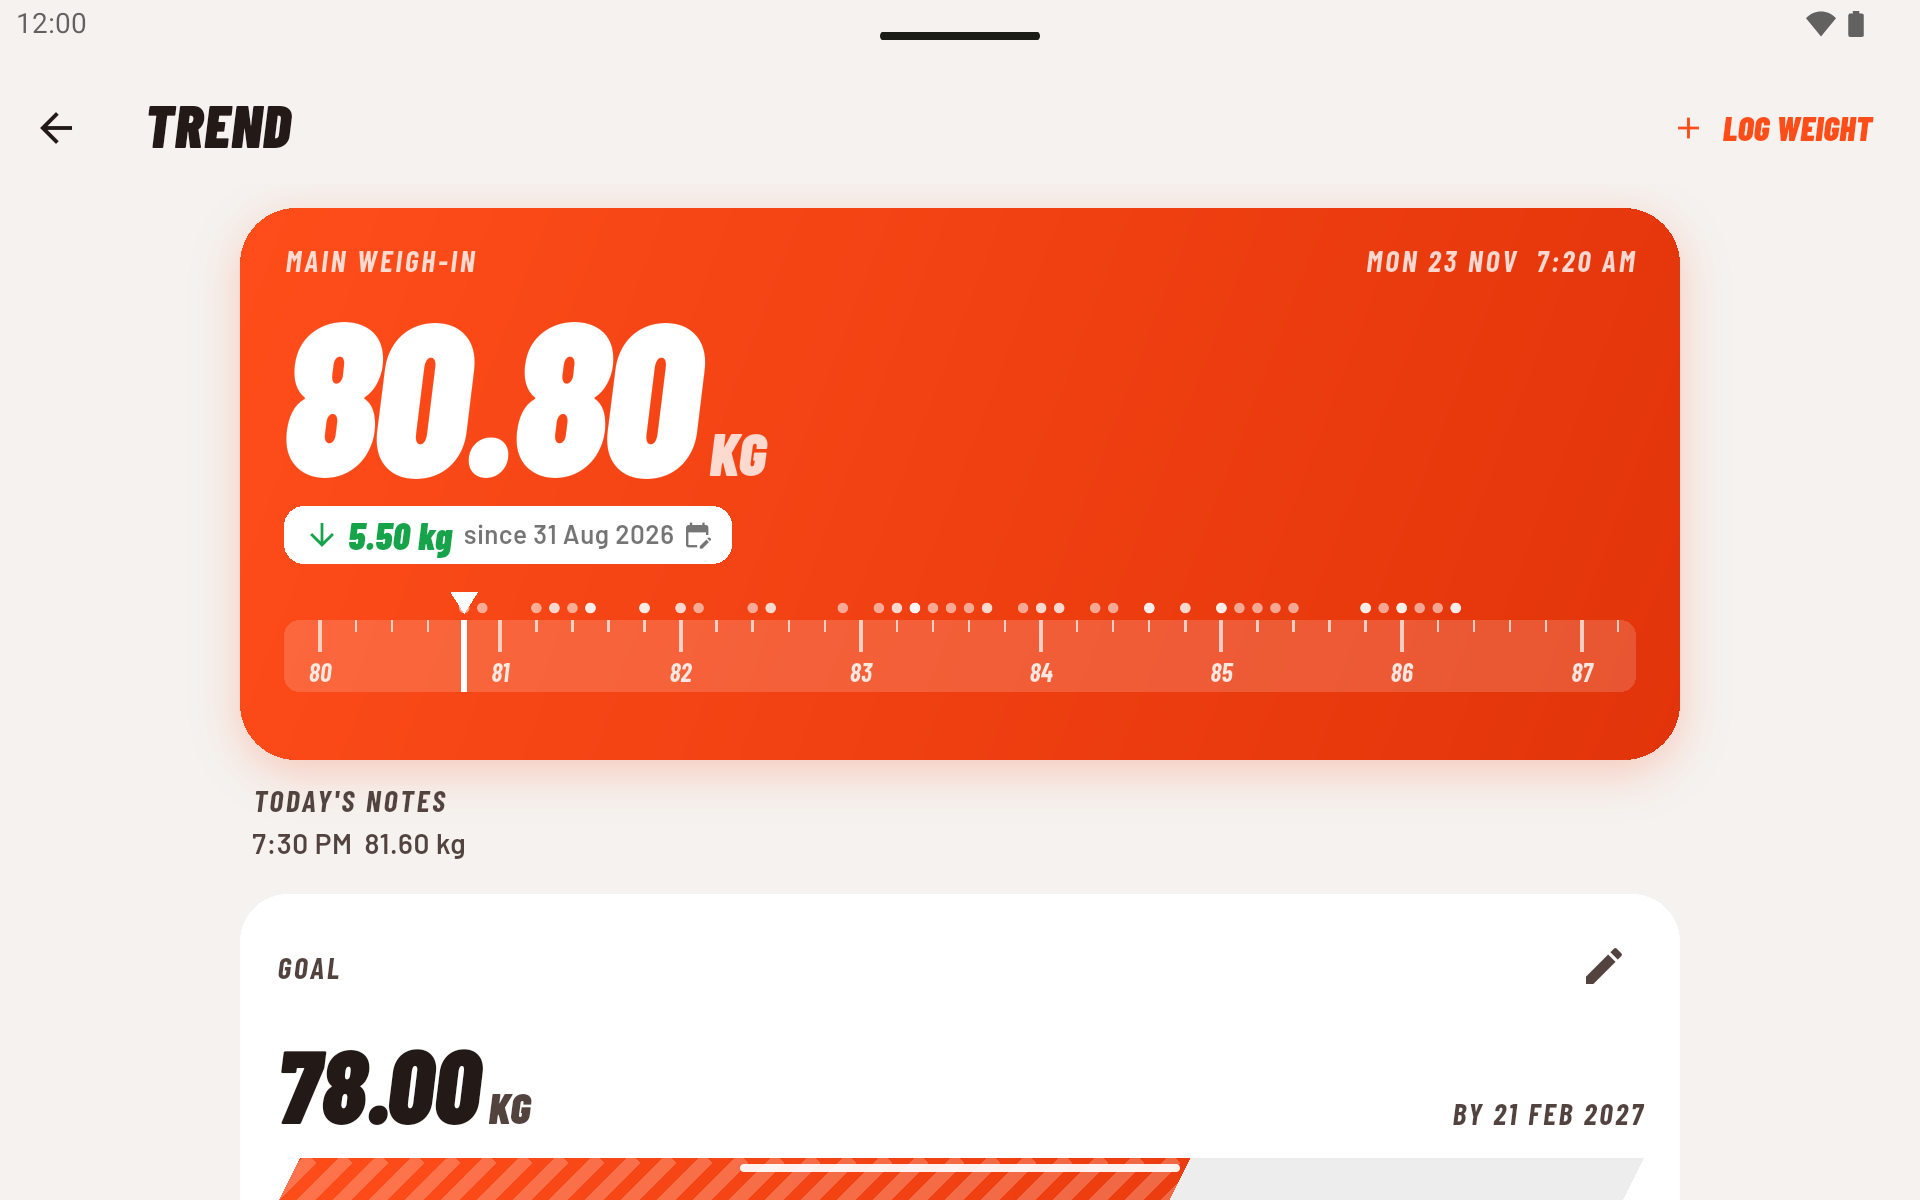 12:00
TREND
+ LOG WEIGHT
MAIN WEIGH-IN
MON 23 NOV 7:20 AM
80.80 KG
5.50 kg since 31 Aug 2026
80 81 82 83 84 85 86 87
TODAY'S NOTES
7:30 PM 81.60 kg
GOAL
78.00 KG
BY 21 FEB 2027